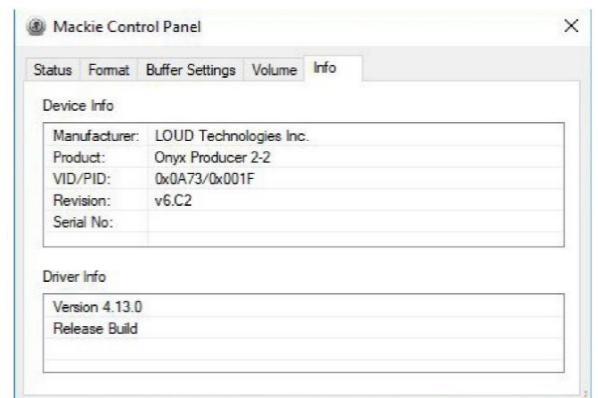 Mackie Control Panel
Status Format Buffer Settings Volume Info
Device Info
Manufacturer: LOUD Technologies Inc.
Product: Onyx Producer 2-2
VID/PID: 0x0A73/0x001F
Revision: v6.C2
Serial No:
Driver Info
Version 4.13.0
Release Build